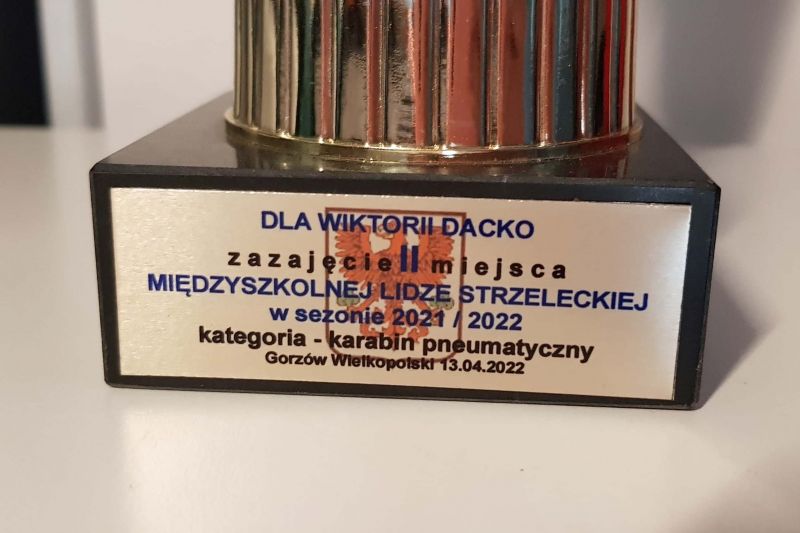 DLA WIKTORII DACKO
za zajęcie II miejsca
MIĘDZYSZKOLNEJ LIDZE STRZELECKIEJ
w sezonie 2021 / 2022
kategoria - karabin pneumatyczny
Gorzów Wielkopolski 13.04.2022